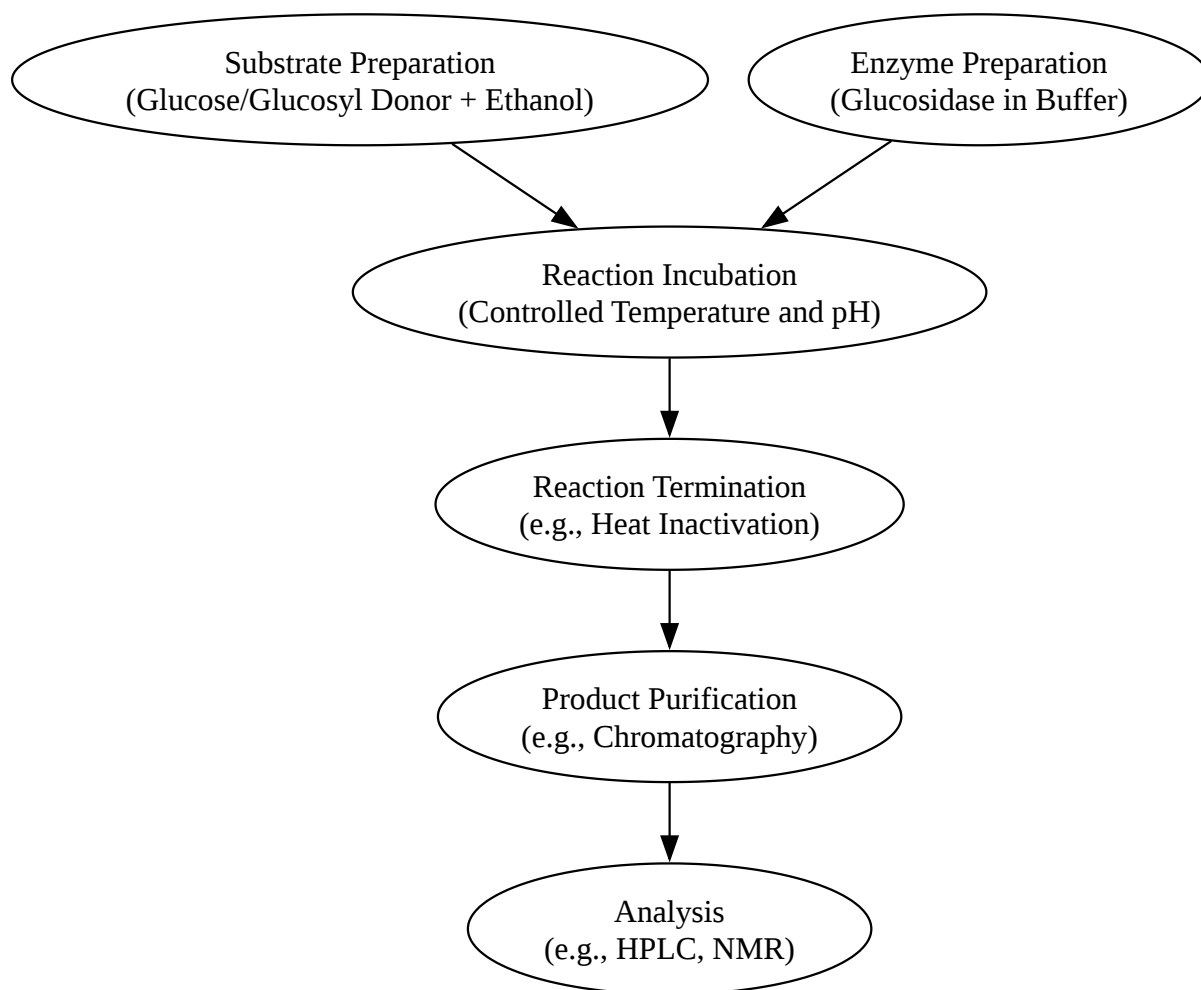 Substrate Preparation
(Glucose/Glucosyl Donor + Ethanol)
Enzyme Preparation
(Glucosidase in Buffer)
Reaction Incubation
(Controlled Temperature and pH)
Reaction Termination
(e.g., Heat Inactivation)
Product Purification
(e.g., Chromatography)
Analysis
(e.g., HPLC, NMR)